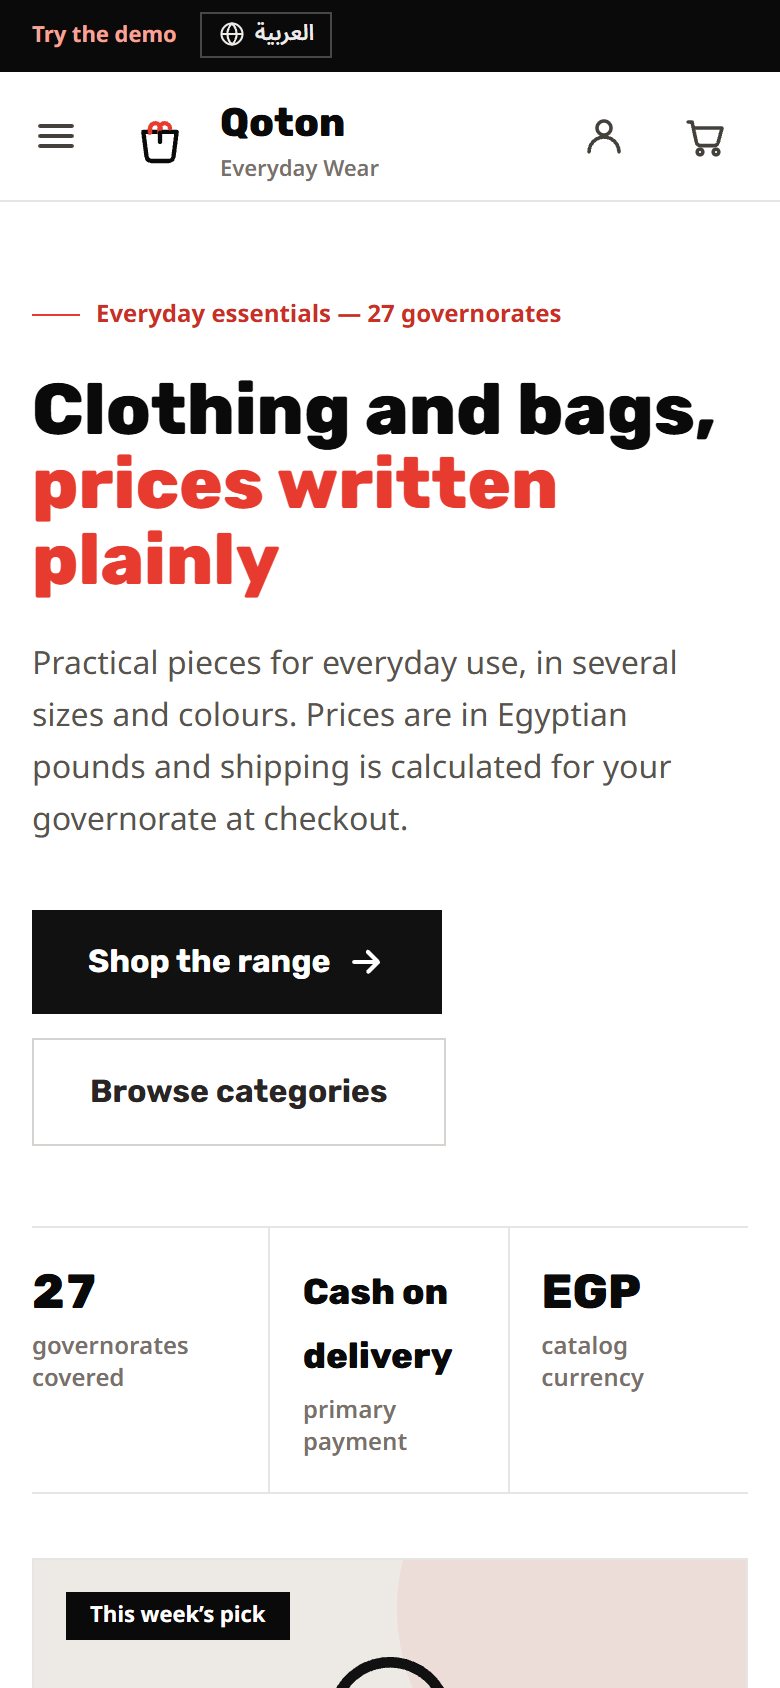 Try the demo
العربية
Qoton
Everyday Wear
Everyday essentials — 27 governorates
Clothing and bags,
prices written
plainly
Practical pieces for everyday use, in several
sizes and colours. Prices are in Egyptian
pounds and shipping is calculated for your
governorate at checkout.
Shop the range →
Browse categories
27
governorates
covered
Cash on
delivery
primary
payment
EGP
catalog
currency
This week’s pick